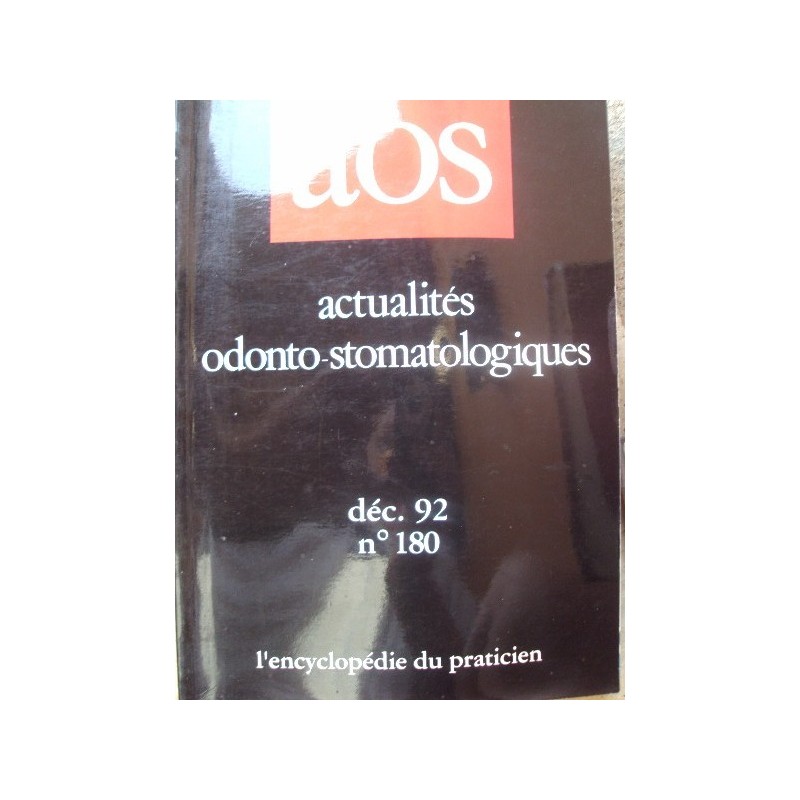 aos
actualités
odonto-stomatologiques
déc. 92
n° 180
l'encyclopédie du praticien